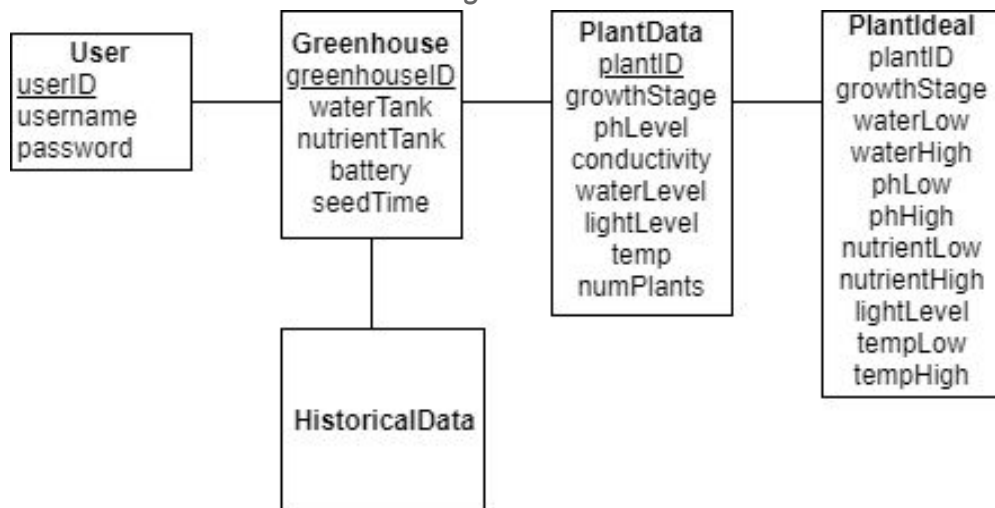 User
userID
username
password
Greenhouse
greenhouseID
waterTank
nutrientTank
battery
seedTime
PlantData
plantID
growthStage
phLevel
conductivity
waterLevel
lightLevel
temp
numPlants
PlantIdeal
plantID
growthStage
waterLow
waterHigh
phLow
phHigh
nutrientLow
nutrientHigh
lightLevel
tempLow
tempHigh
HistoricalData